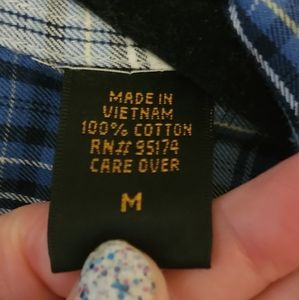 MADE IN
VIETNAM
100% COTTON
RN# 95174
CARE OVER
M